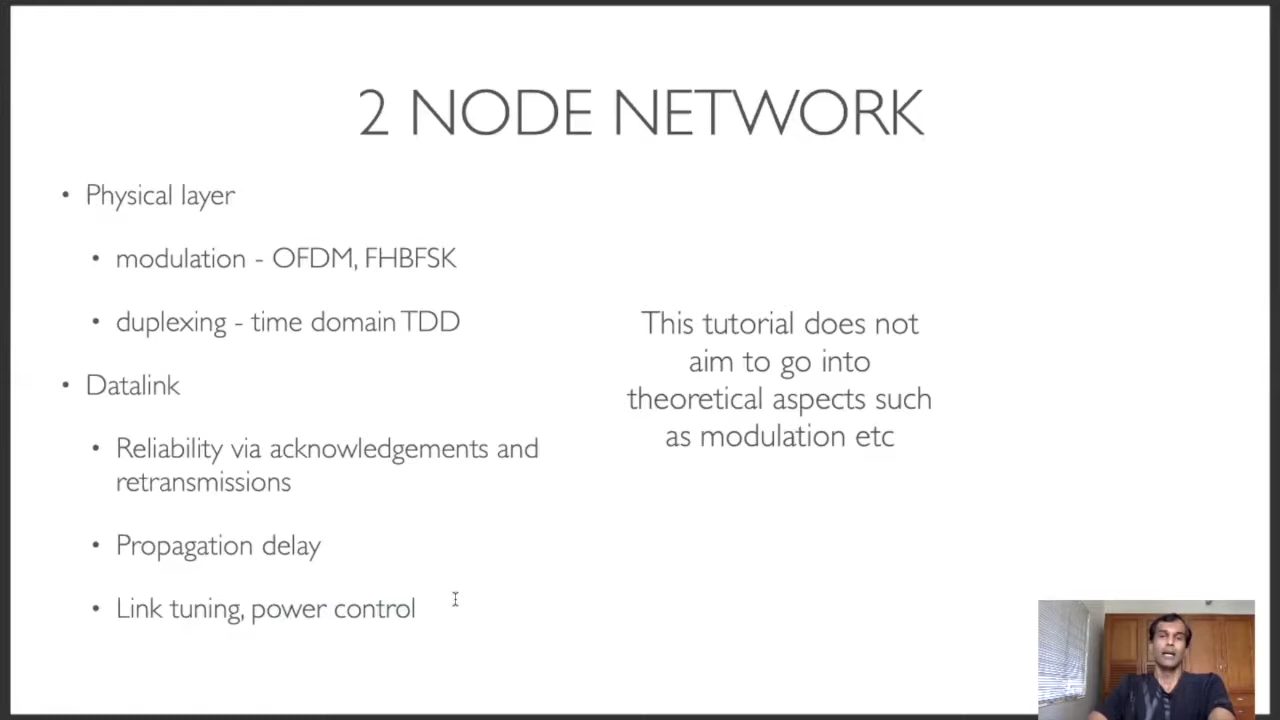 2 NODE NETWORK
• Physical layer
• modulation - OFDM, FHBFSK
• duplexing - time domain TDD
• Datalink
• Reliability via acknowledgements and
retransmissions
• Propagation delay
• Link tuning, power control
This tutorial does not
aim to go into
theoretical aspects such
as modulation etc